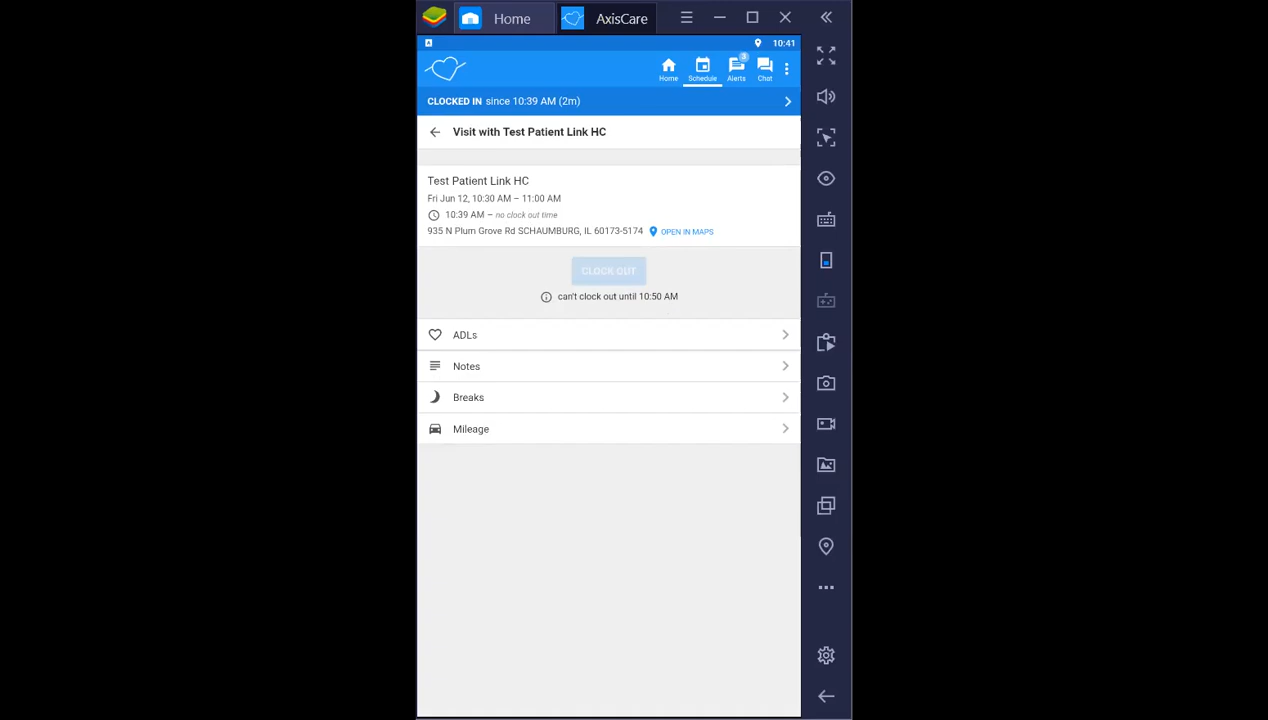 Home
AxisCare
10:41
Home
Schedule
3
Alerts
Chat
CLOCKED IN since 10:39 AM (2m)
Visit with Test Patient Link HC
Test Patient Link HC
Fri Jun 12, 10:30 AM – 11:00 AM
10:39 AM – no clock out time
935 N Plum Grove Rd SCHAUMBURG, IL 60173-5174 OPEN IN MAPS
CLOCK OUT
can't clock out until 10:50 AM
ADLs
Notes
Breaks
Mileage